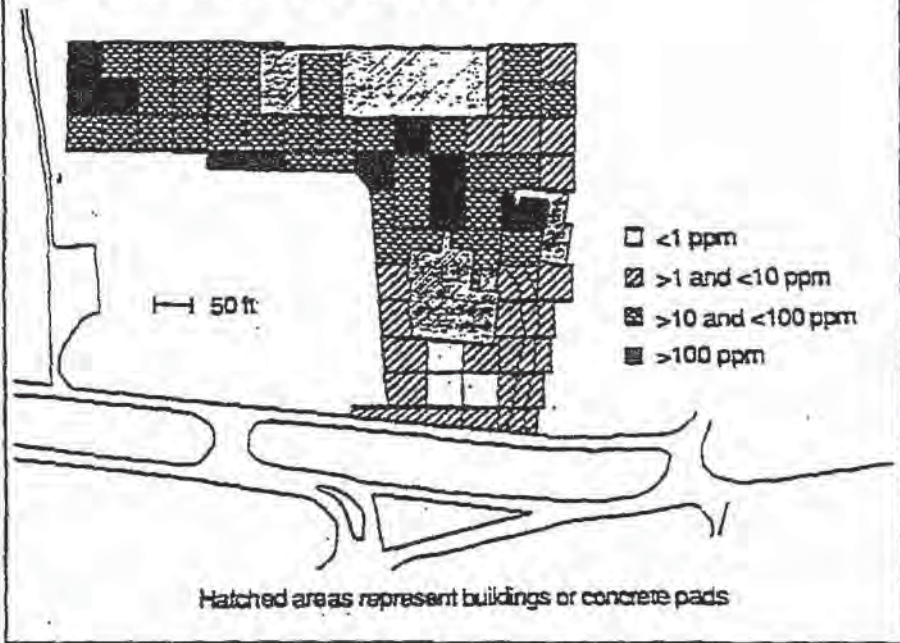 <1 ppm
>1 and <10 ppm
>10 and <100 ppm
>100 ppm
50 ft
Hatched areas represent buildings or concrete pads